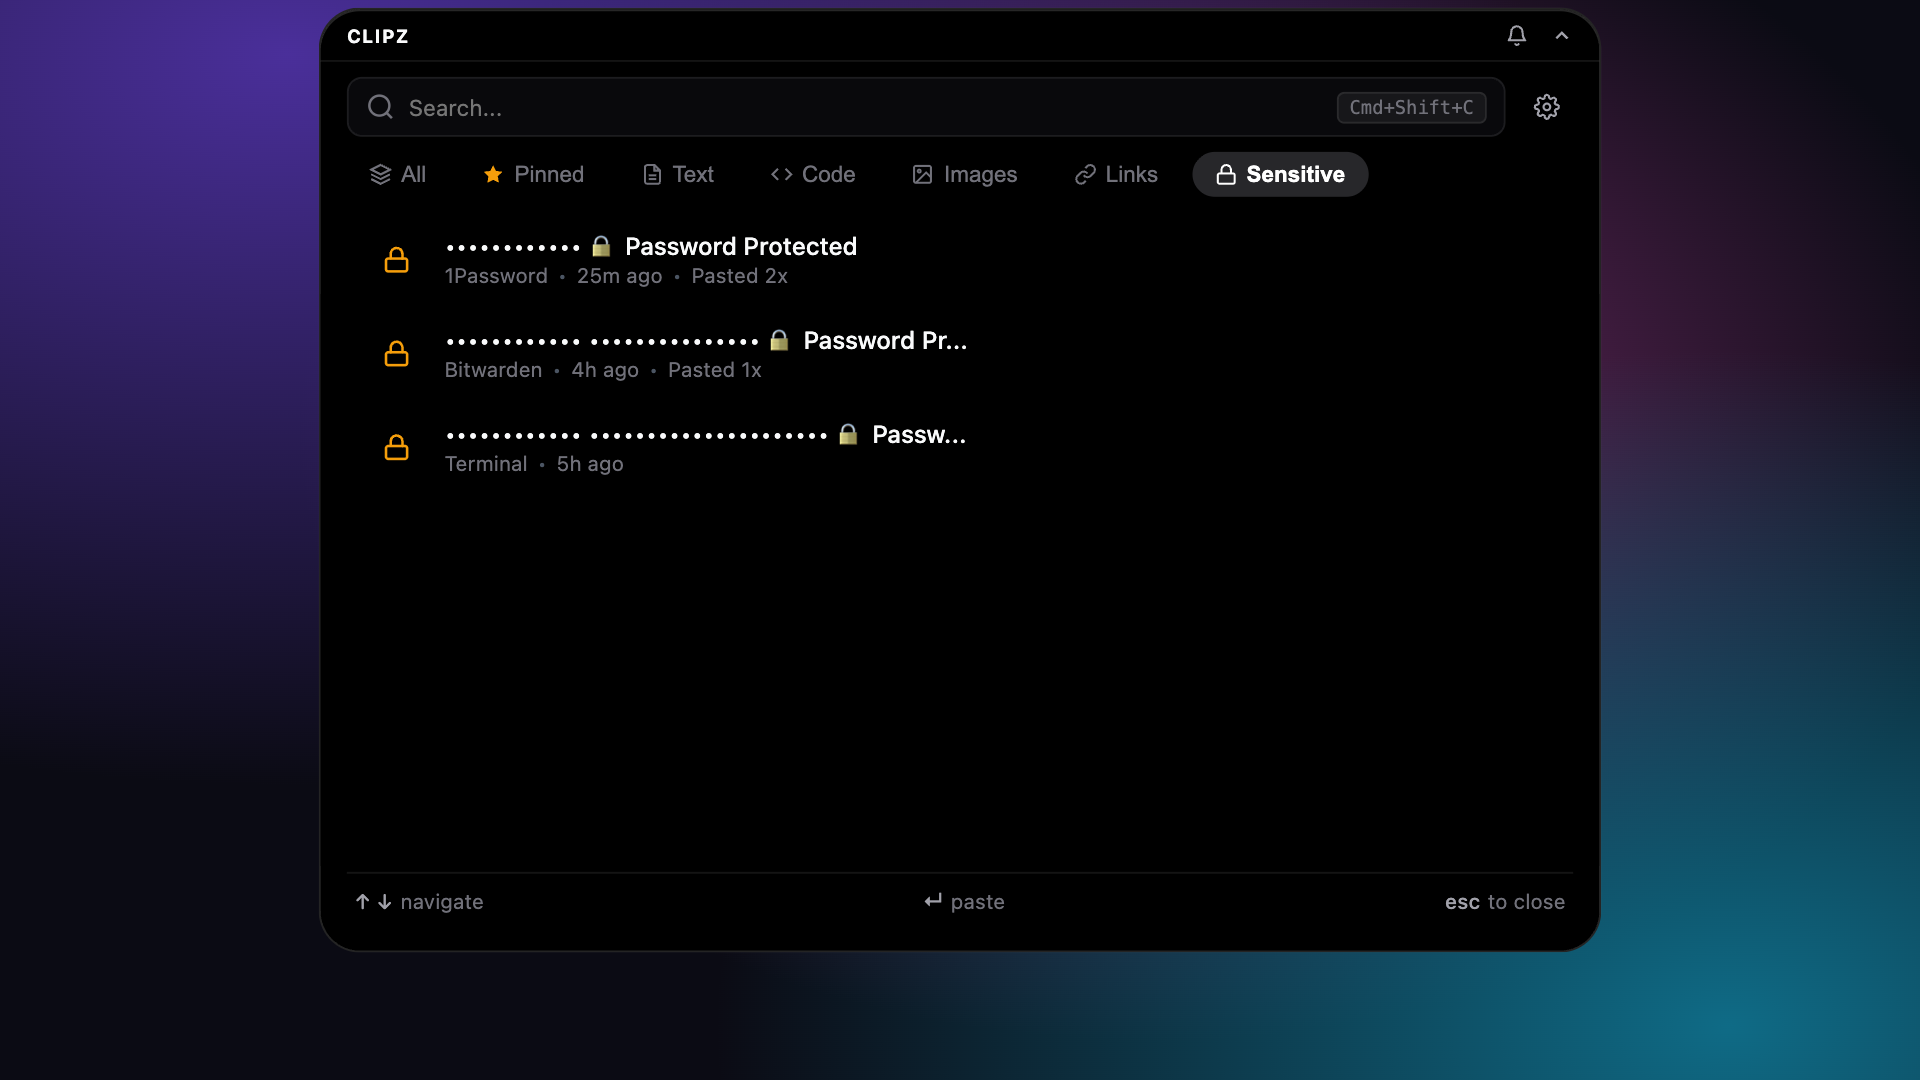 CLIPZ
Search... Cmd+Shift+C
All Pinned Text Code Images Links Sensitive
•••••••••••• 🔒 Password Protected
1Password • 25m ago • Pasted 2x
•••••••••••• ••••••••••••••• 🔒 Password Pr...
Bitwarden • 4h ago • Pasted 1x
•••••••••••• ••••••••••••••••••••• 🔒 Passw...
Terminal • 5h ago
↑ ↓ navigate ↵ paste esc to close